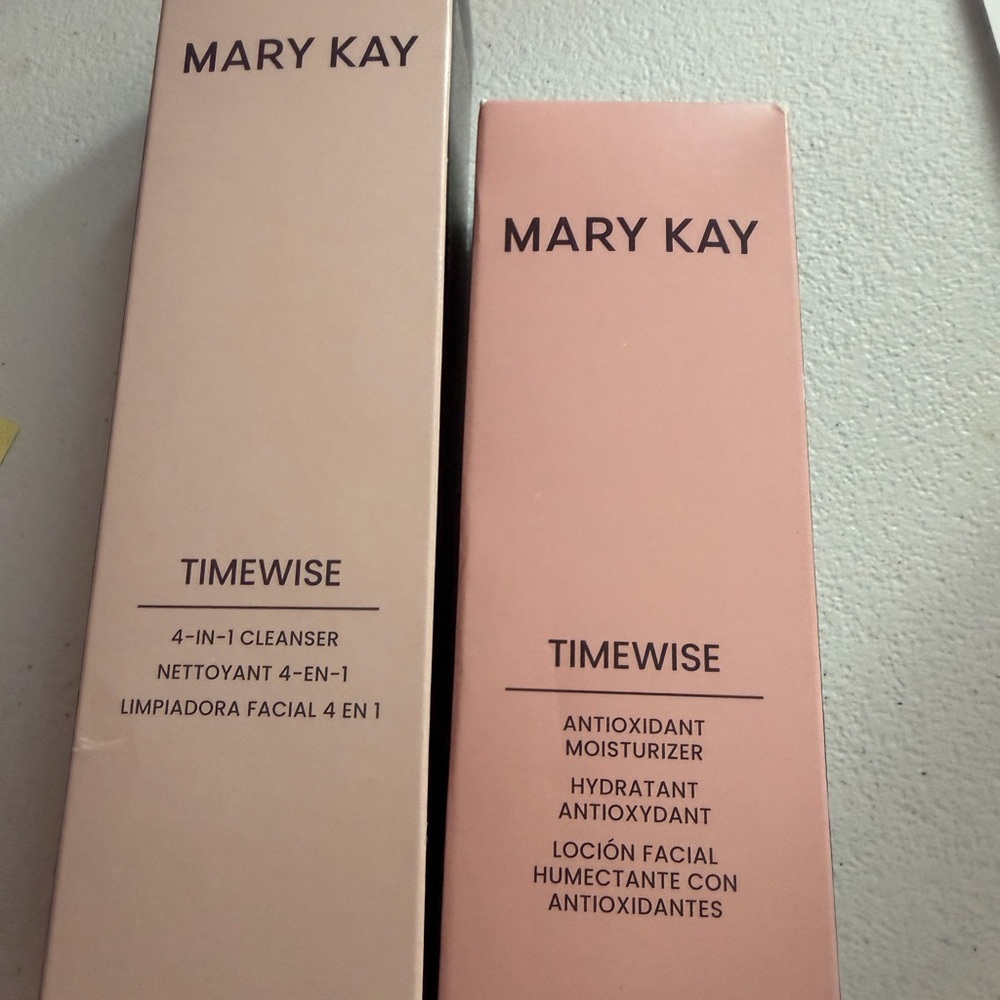 MARY KAY
TIMEWISE
4-IN-1 CLEANSER
NETTOYANT 4-EN-1
LIMPIADORA FACIAL 4 EN 1
MARY KAY
TIMEWISE
ANTIOXIDANT
MOISTURIZER
HYDRATANT
ANTIOXYDANT
LOCIÓN FACIAL
HUMECTANTE CON
ANTIOXIDANTES